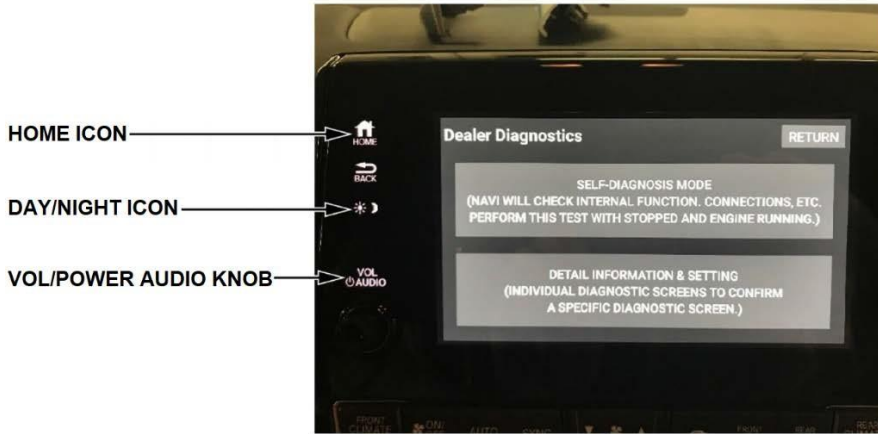 HOME ICON
HOME
BACK
DAY/NIGHT ICON
VOL/POWER AUDIO KNOB
VOL
AUDIO
Dealer Diagnostics
RETURN
SELF-DIAGNOSIS MODE
(NAVI WILL CHECK INTERNAL FUNCTION. CONNECTIONS, ETC.
PERFORM THIS TEST WITH STOPPED AND ENGINE RUNNING.)
DETAIL INFORMATION & SETTING
(INDIVIDUAL DIAGNOSTIC SCREENS TO CONFIRM
A SPECIFIC DIAGNOSTIC SCREEN.)
FRONT
CLIMATE
ON/
AUTO
SYNC
FRONT
REAR
REAR